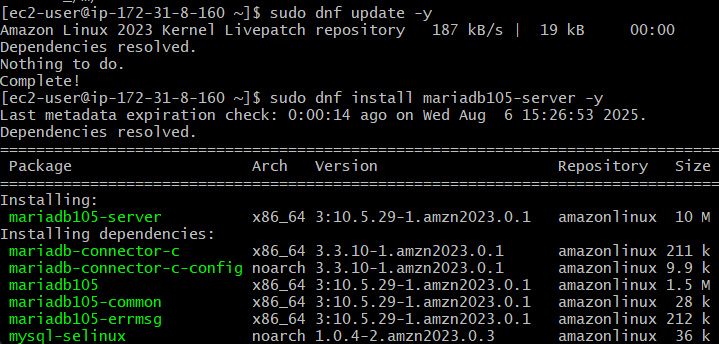 [ec2-user@ip-172-31-8-160 ~]$ sudo dnf update -y
Amazon Linux 2023 Kernel Livepatch repository   187 kB/s |  19 kB     00:00
Dependencies resolved.
Nothing to do.
Complete!
[ec2-user@ip-172-31-8-160 ~]$ sudo dnf install mariadb105-server -y
Last metadata expiration check: 0:00:14 ago on Wed Aug  6 15:26:53 2025.
Dependencies resolved.
================================================================================
 Package                       Arch   Version                   Repository  Size
================================================================================
Installing:
 mariadb105-server             x86_64 3:10.5.29-1.amzn2023.0.1  amazonlinux  10 M
Installing dependencies:
 mariadb-connector-c           x86_64 3.3.10-1.amzn2023.0.1     amazonlinux 211 k
 mariadb-connector-c-config    noarch 3.3.10-1.amzn2023.0.1     amazonlinux 9.9 k
 mariadb105                    x86_64 3:10.5.29-1.amzn2023.0.1  amazonlinux 1.5 M
 mariadb105-common             x86_64 3:10.5.29-1.amzn2023.0.1  amazonlinux  28 k
 mariadb105-errmsg             x86_64 3:10.5.29-1.amzn2023.0.1  amazonlinux 212 k
 mysql-selinux                 noarch 1.0.4-2.amzn2023.0.3      amazonlinux  36 k